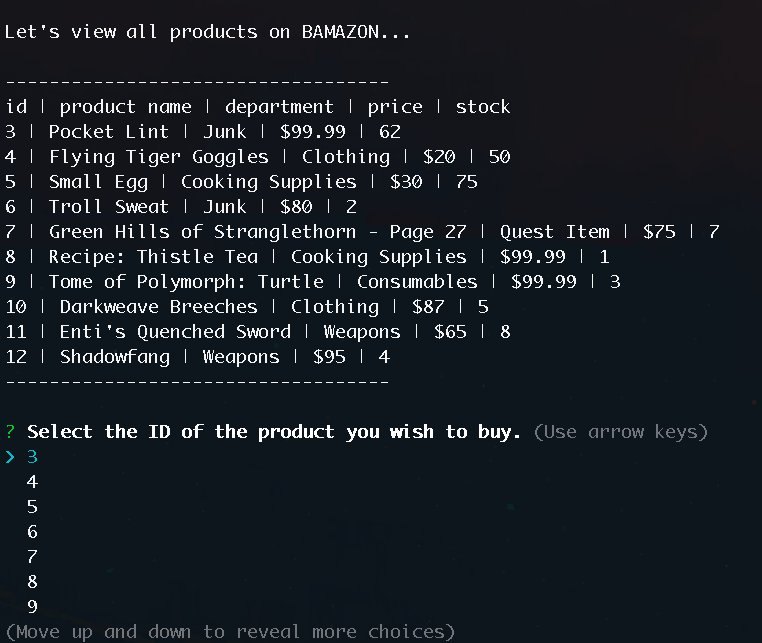 Let's view all products on BAMAZON...
-----------------------------------
id | product name | department | price | stock
3 | Pocket Lint | Junk | $99.99 | 62
4 | Flying Tiger Goggles | Clothing | $20 | 50
5 | Small Egg | Cooking Supplies | $30 | 75
6 | Troll Sweat | Junk | $80 | 2
7 | Green Hills of Stranglethorn - Page 27 | Quest Item | $75 | 7
8 | Recipe: Thistle Tea | Cooking Supplies | $99.99 | 1
9 | Tome of Polymorph: Turtle | Consumables | $99.99 | 3
10 | Darkweave Breeches | Clothing | $87 | 5
11 | Enti's Quenched Sword | Weapons | $65 | 8
12 | Shadowfang | Weapons | $95 | 4
-----------------------------------
? Select the ID of the product you wish to buy. (Use arrow keys)
❯ 3
4
5
6
7
8
9
(Move up and down to reveal more choices)